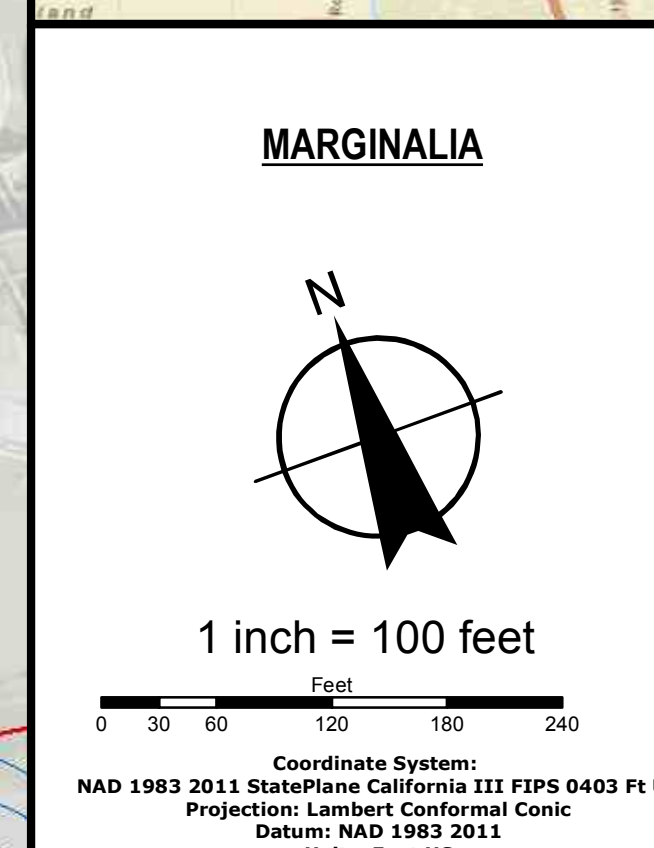 MARGINALIA
N
1 inch = 100 feet
Feet
0 30 60 120 180 240
Coordinate System:
NAD 1983 2011 StatePlane California III FIPS 0403 Ft
Projection: Lambert Conformal Conic
Datum: NAD 1983 2011